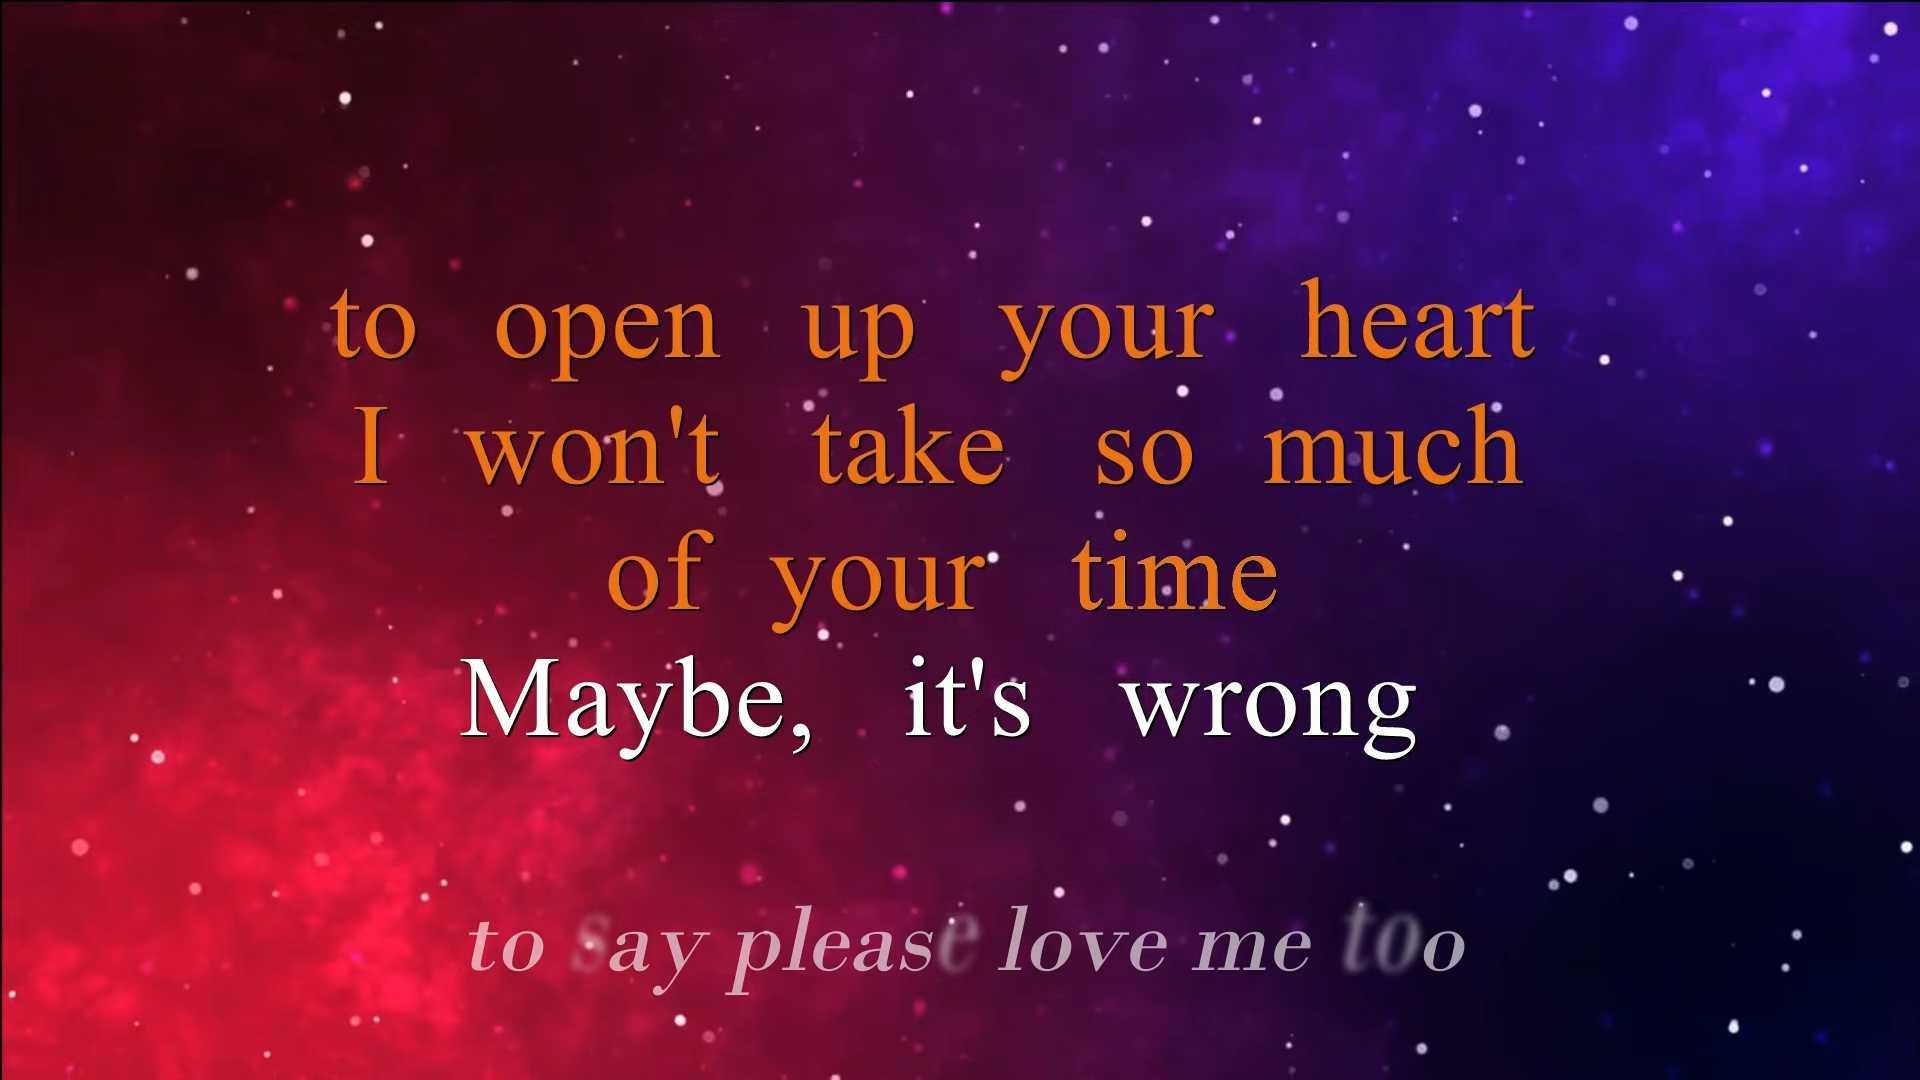 to open up your heart
I won't take so much
of your time
Maybe, it's wrong
to say please love me too